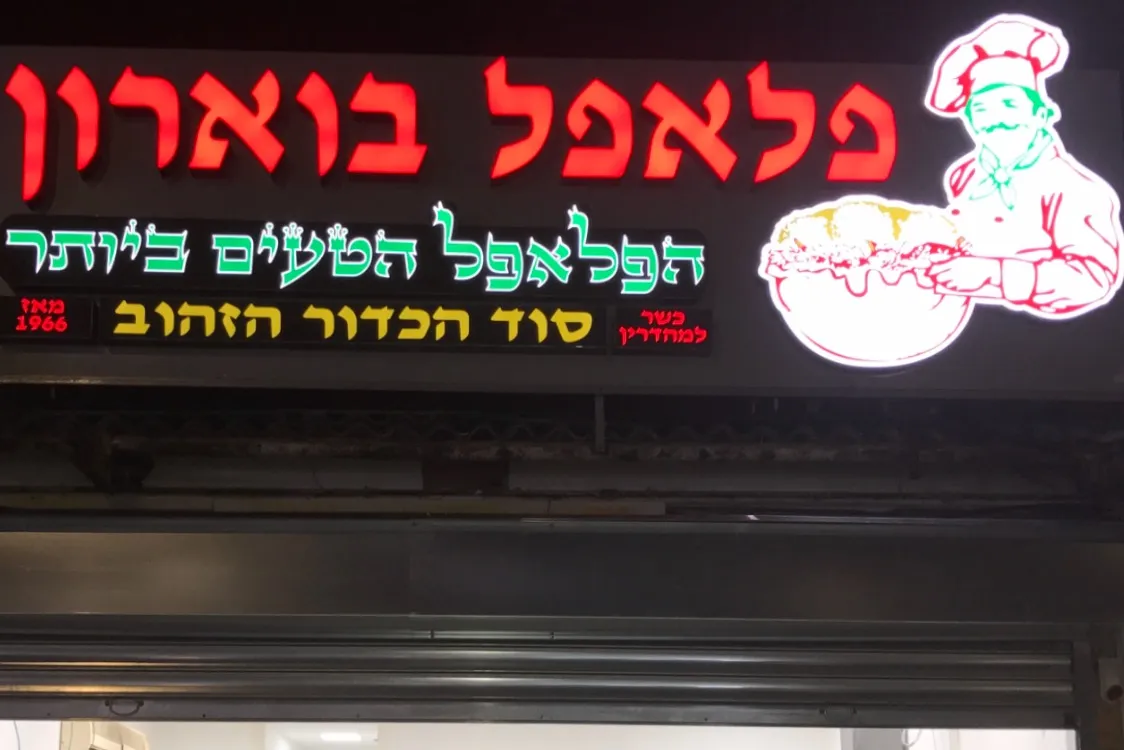 פלאפל בוארון
הפלאפל הטעים ביותר
כשר
למהדרין
סוד הכדור הזהוב
מאז
1966